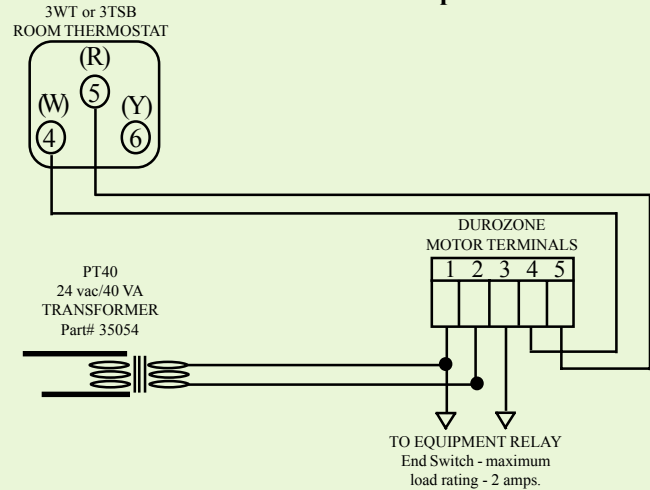 3WT or 3TSB
ROOM THERMOSTAT
(R)
5
(W)
(Y)
4
6
DUROZONE
MOTOR TERMINALS
1 2 3 4 5
PT40
24 vac/40 VA
TRANSFORMER
Part# 35054
TO EQUIPMENT RELAY
End Switch - maximum
load rating - 2 amps.